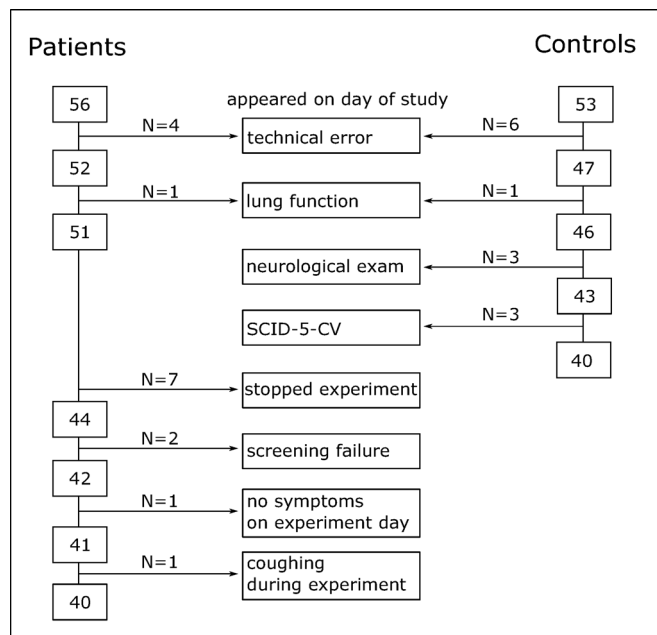 Patients
Controls
56
appeared on day of study
53
N=4
technical error
N=6
52
47
N=1
lung function
N=1
51
46
neurological exam
N=3
43
SCID-5-CV
N=3
40
N=7
stopped experiment
44
N=2
screening failure
42
N=1
no symptoms
on experiment day
41
N=1
coughing
during experiment
40